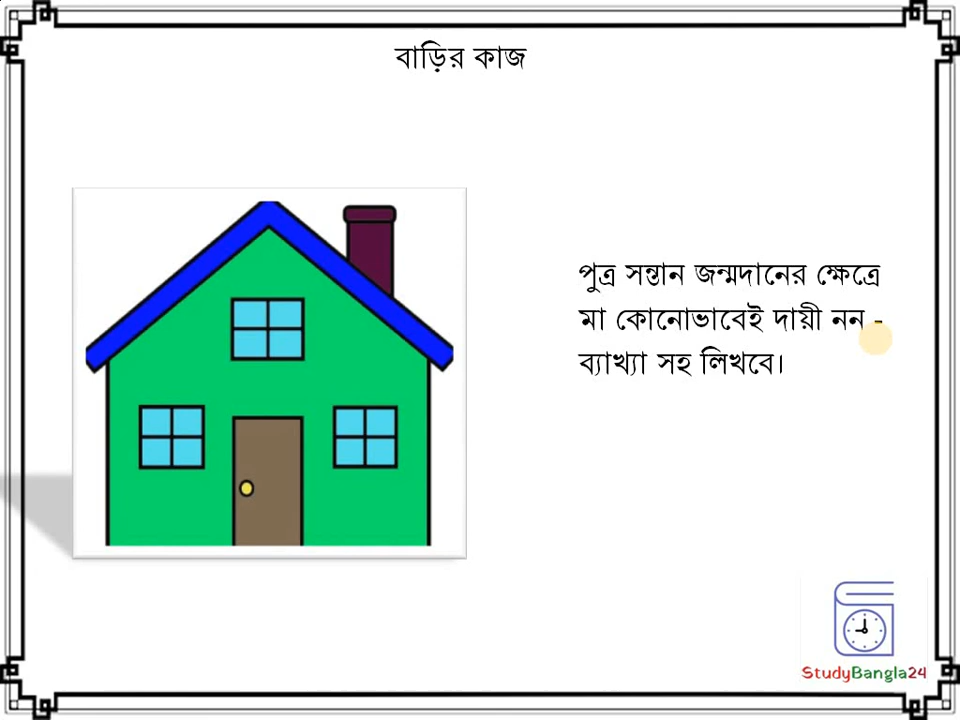 বাড়ির কাজ
পুত্র সন্তান জন্মদানের ক্ষেত্রে
মা কোনোভাবেই দায়ী নন -
ব্যাখ্যা সহ লিখবে।
StudyBangla24